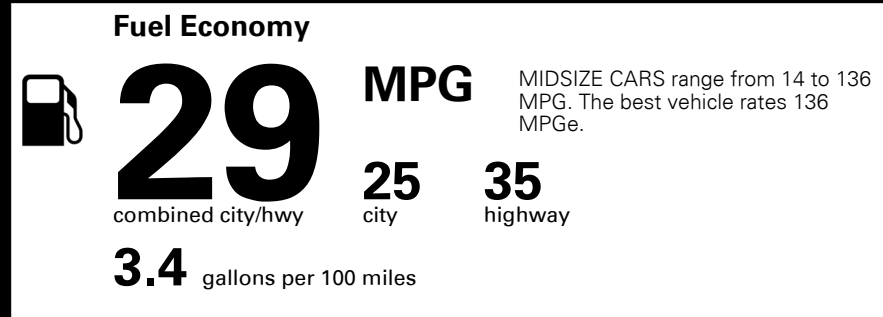 Fuel Economy
29
MPG
MIDSIZE CARS range from 14 to 136
MPG. The best vehicle rates 136
MPGe.
combined city/hwy
25
city
35
highway
3.4 gallons per 100 miles